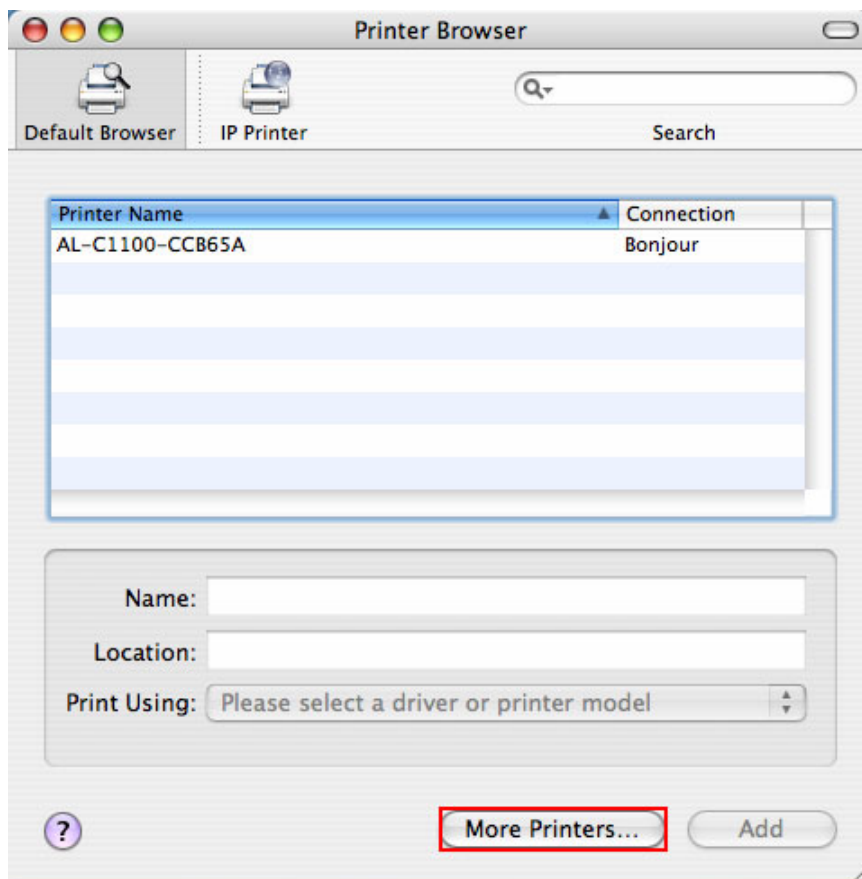 Printer Browser
Default Browser
IP Printer
Search
Printer Name
Connection
AL-C1100-CCB65A
Bonjour
Name:
Location:
Print Using:
Please select a driver or printer model
?
More Printers...
Add